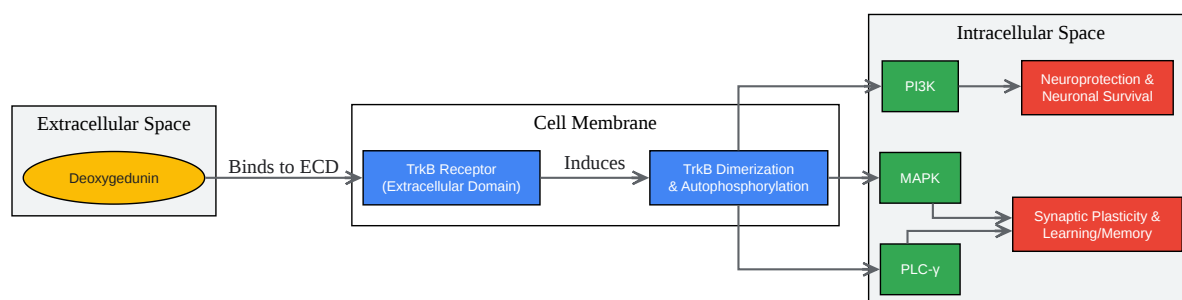 Extracellular Space
Deoxygedunin
Binds to ECD
Cell Membrane
TrkB Receptor
(Extracellular Domain)
Induces
TrkB Dimerization
& Autophosphorylation
Intracellular Space
PI3K
Neuroprotection &
Neuronal Survival
MAPK
Synaptic Plasticity &
Learning/Memory
PLC-γ